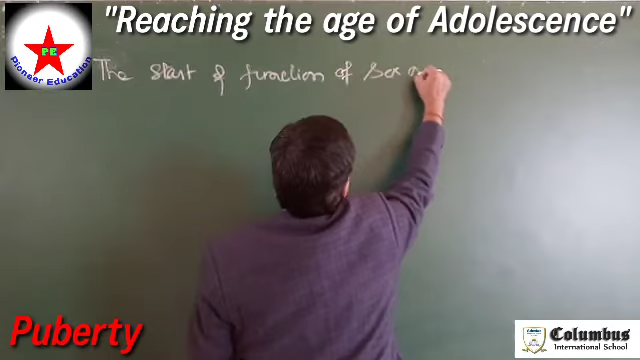 "Reaching the age of Adolescence"
PE
Pioneer Education
The start of function of Sex
Puberty
Columbus
International School